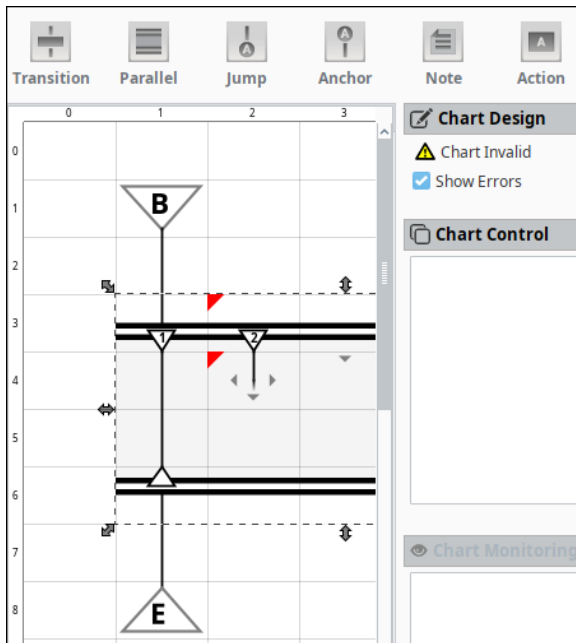 Transition Parallel Jump Anchor Note Action
0 1 2 3
Chart Design
Chart Invalid
Show Errors
Chart Control
Chart Monitoring
0
1
B
2
3
1 2
4
5
6
7
8
E
A
A
A